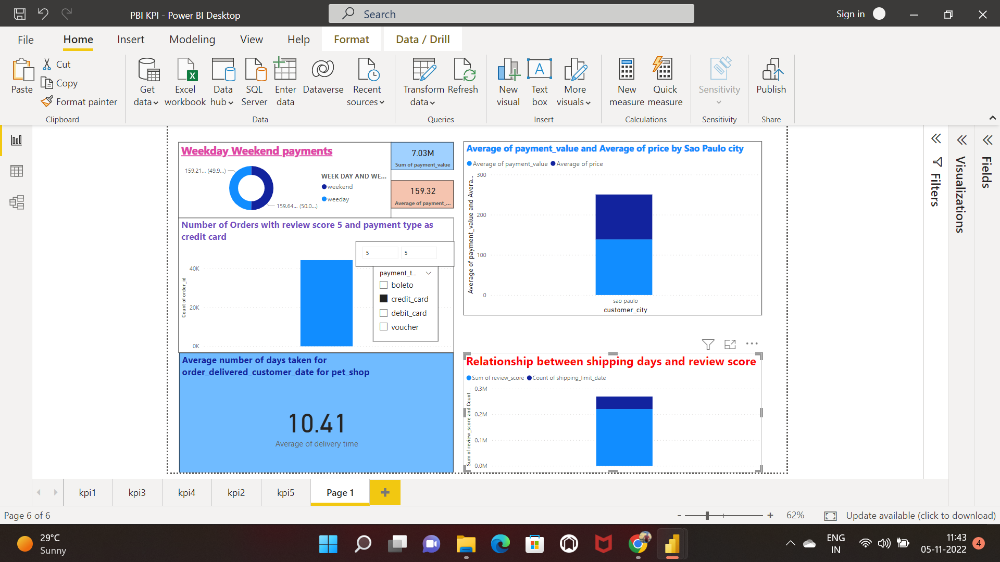 PBI KPI - Power BI Desktop
Search
Sign in
File
Home
Insert
Modeling
View
Help
Format
Data / Drill
Paste
Cut
Copy
Format painter
Clipboard
Get data
Excel workbook
Data hub
SQL Server
Enter data
Dataverse
Recent sources
Data
Transform data
Refresh
Queries
New visual
Text box
More visuals
Insert
New measure
Quick measure
Calculations
Sensitivity
Sensitivity
Publish
Share
Weekday Weekend payments
159.21... (49.9...)
159.64... (50.0...)
WEEK DAY AND WE...
weekend
weeday
7.03M
Sum of payment_value
159.32
Average of payment_...
Number of Orders with review score 5 and payment type as
credit card
Count of order_id
40K
20K
0K
5
5
payment_t...
boleto
credit_card
debit_card
voucher
Average number of days taken for
order_delivered_customer_date for pet_shop
10.41
Average of delivery time
Average of payment_value and Average of price by Sao Paulo city
Average of payment_value
Average of price
Average of payment_value and Avera...
300
200
100
0
sao paulo
customer_city
Relationship between shipping days and review score
Sum of review_score
Count of shipping_limit_date
Sum of review_score and Count ...
0.3M
0.2M
0.1M
0.0M
Filters
Visualizations
Fields
kpi1
kpi3
kpi4
kpi2
kpi5
Page 1
+
Page 6 of 6
-
+
62%
Update available (click to download)
29°C
Sunny
ENG
IN
11:43
05-11-2022
4